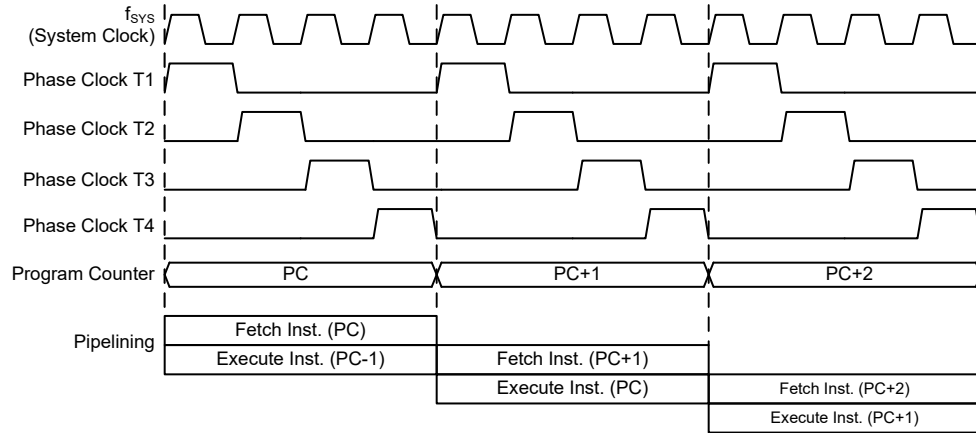 fSYS
(System Clock)
Phase Clock T1
Phase Clock T2
Phase Clock T3
Phase Clock T4
Program Counter PC PC+1 PC+2
Pipelining
Fetch Inst. (PC)
Execute Inst. (PC-1) Fetch Inst. (PC+1)
Execute Inst. (PC) Fetch Inst. (PC+2)
Execute Inst. (PC+1)